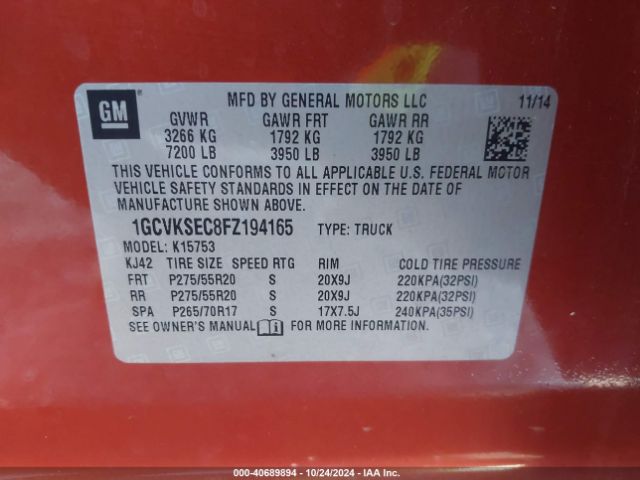 GM
MFD BY GENERAL MOTORS LLC 11/14
GVWR GAWR FRT GAWR RR
3266 KG 1792 KG 1792 KG
7200 LB 3950 LB 3950 LB
THIS VEHICLE CONFORMS TO ALL APPLICABLE U.S. FEDERAL MOTOR
VEHICLE SAFETY STANDARDS IN EFFECT ON THE DATE OF
MANUFACTURE SHOWN ABOVE.
1GCVKSEC8FZ194165 TYPE: TRUCK
MODEL: K15753
KJ42 TIRE SIZE SPEED RTG RIM COLD TIRE PRESSURE
FRT P275/55R20 S 20X9J 220KPA(32PSI)
RR P275/55R20 S 20X9J 220KPA(32PSI)
SPA P265/70R17 S 17X7.5J 240KPA(35PSI)
SEE OWNER'S MANUAL FOR MORE INFORMATION.
000-40689894 - 10/24/2024 - IAA Inc.